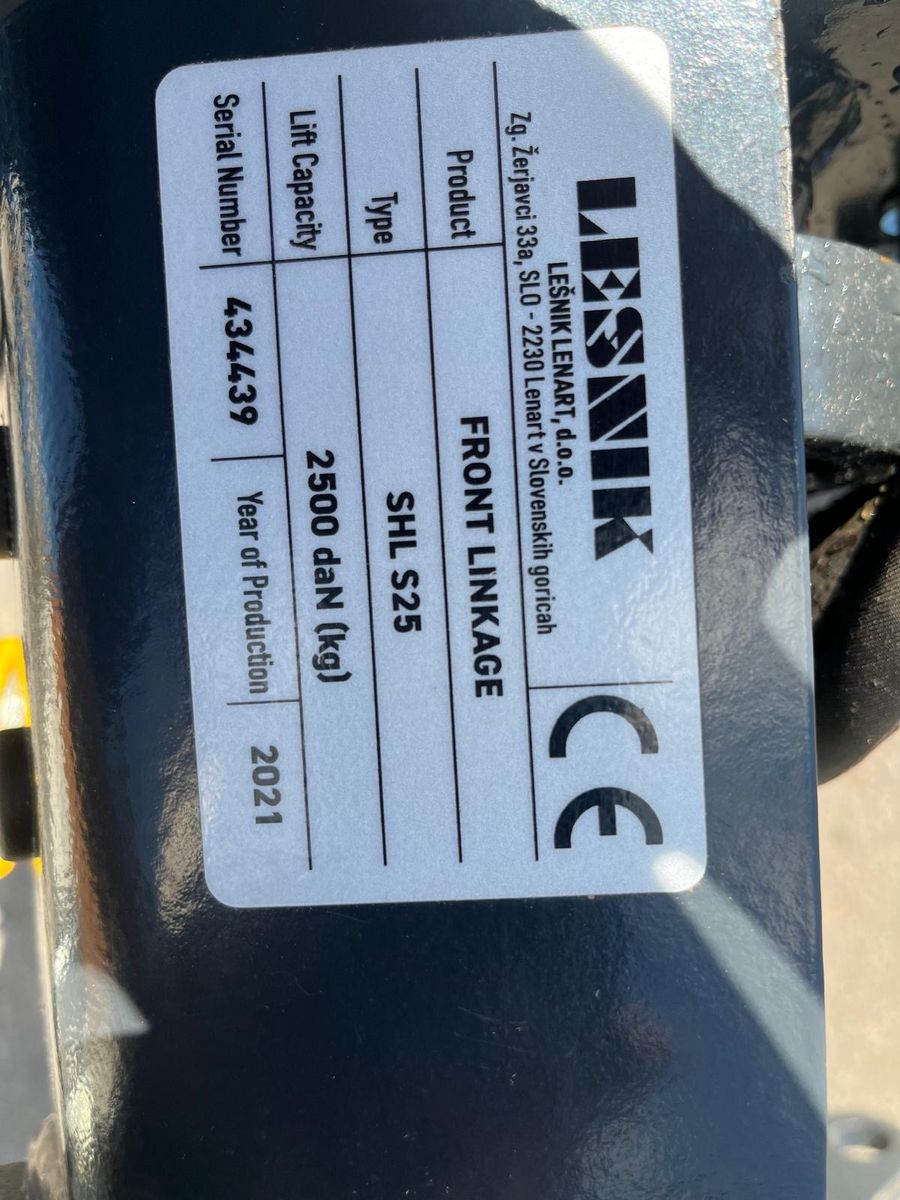 LESNIK
LEŠNIK LENART, d.o.o.
Zg. Žerjavci 33a, SLO - 2230 Lenart v Slovenskih goricah
CE
Product FRONT LINKAGE
Type SHL S25
Lift Capacity 2500 daN (kg)
Serial Number 434439 Year of Production 2021